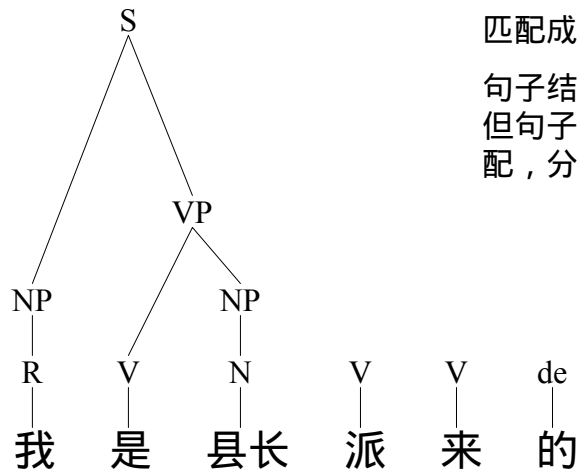 S
匹配成
句子结
但句子
配，分
VP
NP NP
R V N V V de
我 是 县长 派 来 的